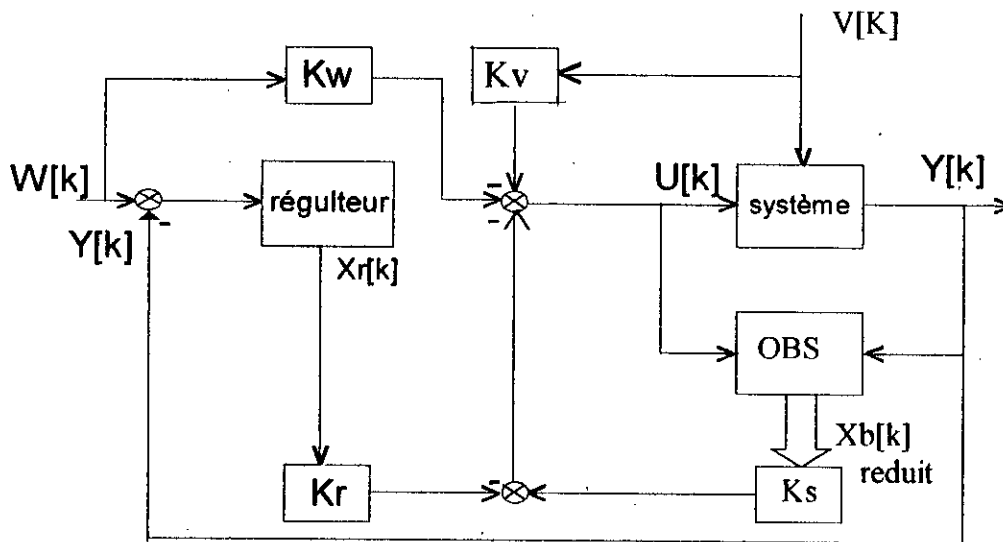 V[K]
Kw
Kv
W[k]
régulteur
U[k]
système
Y[k]
-
-
-
Y[k]
Xr[k]
OBS
Xb[k]
reduit
Kr
-
Ks